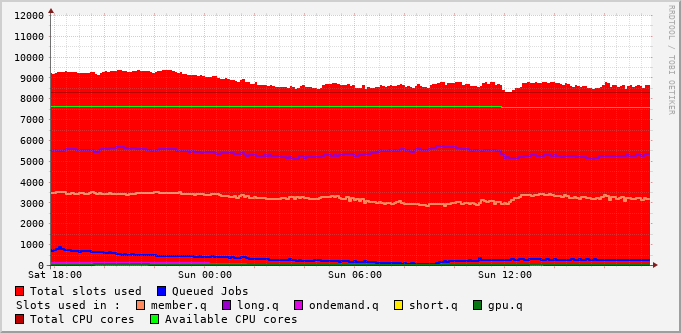 12000
11000
10000
9000
8000
7000
6000
5000
4000
3000
2000
1000
0
Sat 18:00 Sun 00:00 Sun 06:00 Sun 12:00
Total slots used Queued Jobs
Slots used in : member.q long.q ondemand.q short.q gpu.q
Total CPU cores Available CPU cores
RRDTOOL / TOBI OETIKER